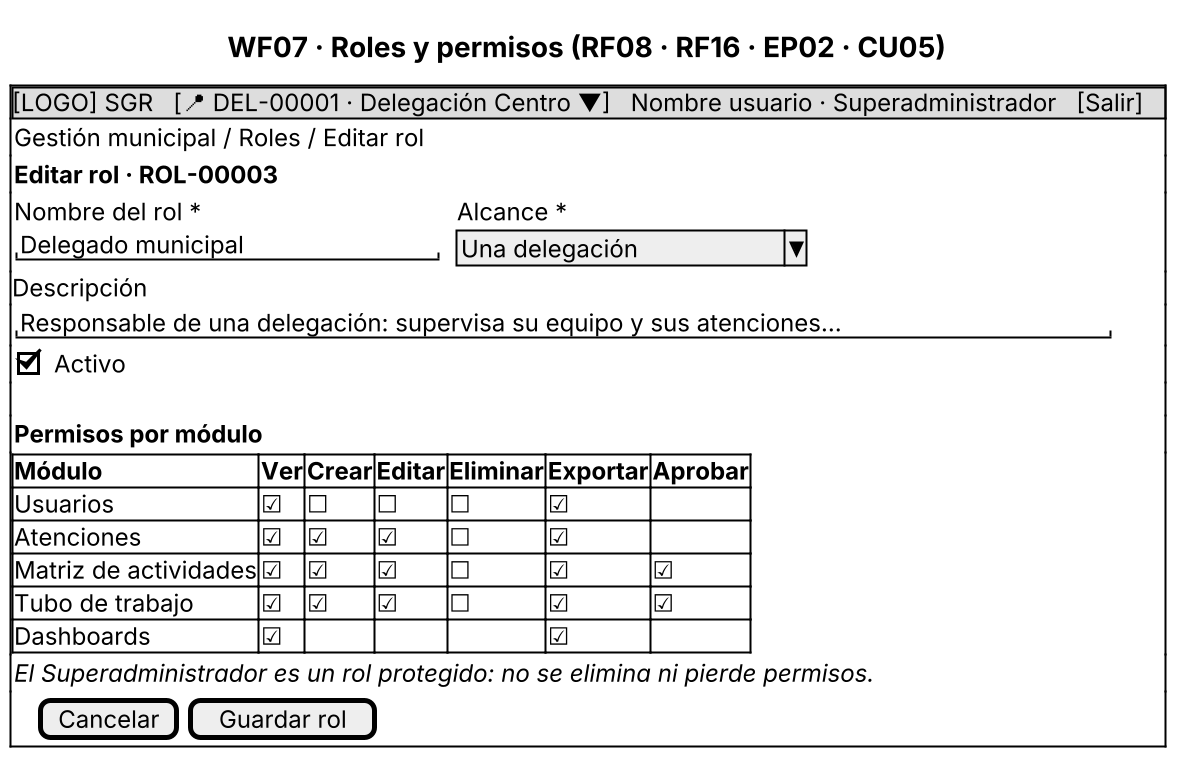 WF07 · Roles y permisos (RF08 · RF16 · EP02 · CU05)
[LOGO] SGR [📍 DEL-00001 · Delegación Centro ▼] Nombre usuario · Superadministrador [Salir]
Gestión municipal / Roles / Editar rol
Editar rol · ROL-00003
Nombre del rol * Alcance *
Delegado municipal Una delegación ▼
Descripción
Responsable de una delegación: supervisa su equipo y sus atenciones...
☑ Activo
Permisos por módulo
Módulo Ver Crear Editar Eliminar Exportar Aprobar
Usuarios ☑ ☐ ☐ ☐ ☑
Atenciones ☑ ☑ ☑ ☐ ☑
Matriz de actividades ☑ ☑ ☑ ☐ ☑ ☑
Tubo de trabajo ☑ ☑ ☑ ☐ ☑ ☑
Dashboards ☑ ☑
El Superadministrador es un rol protegido: no se elimina ni pierde permisos.
Cancelar Guardar rol